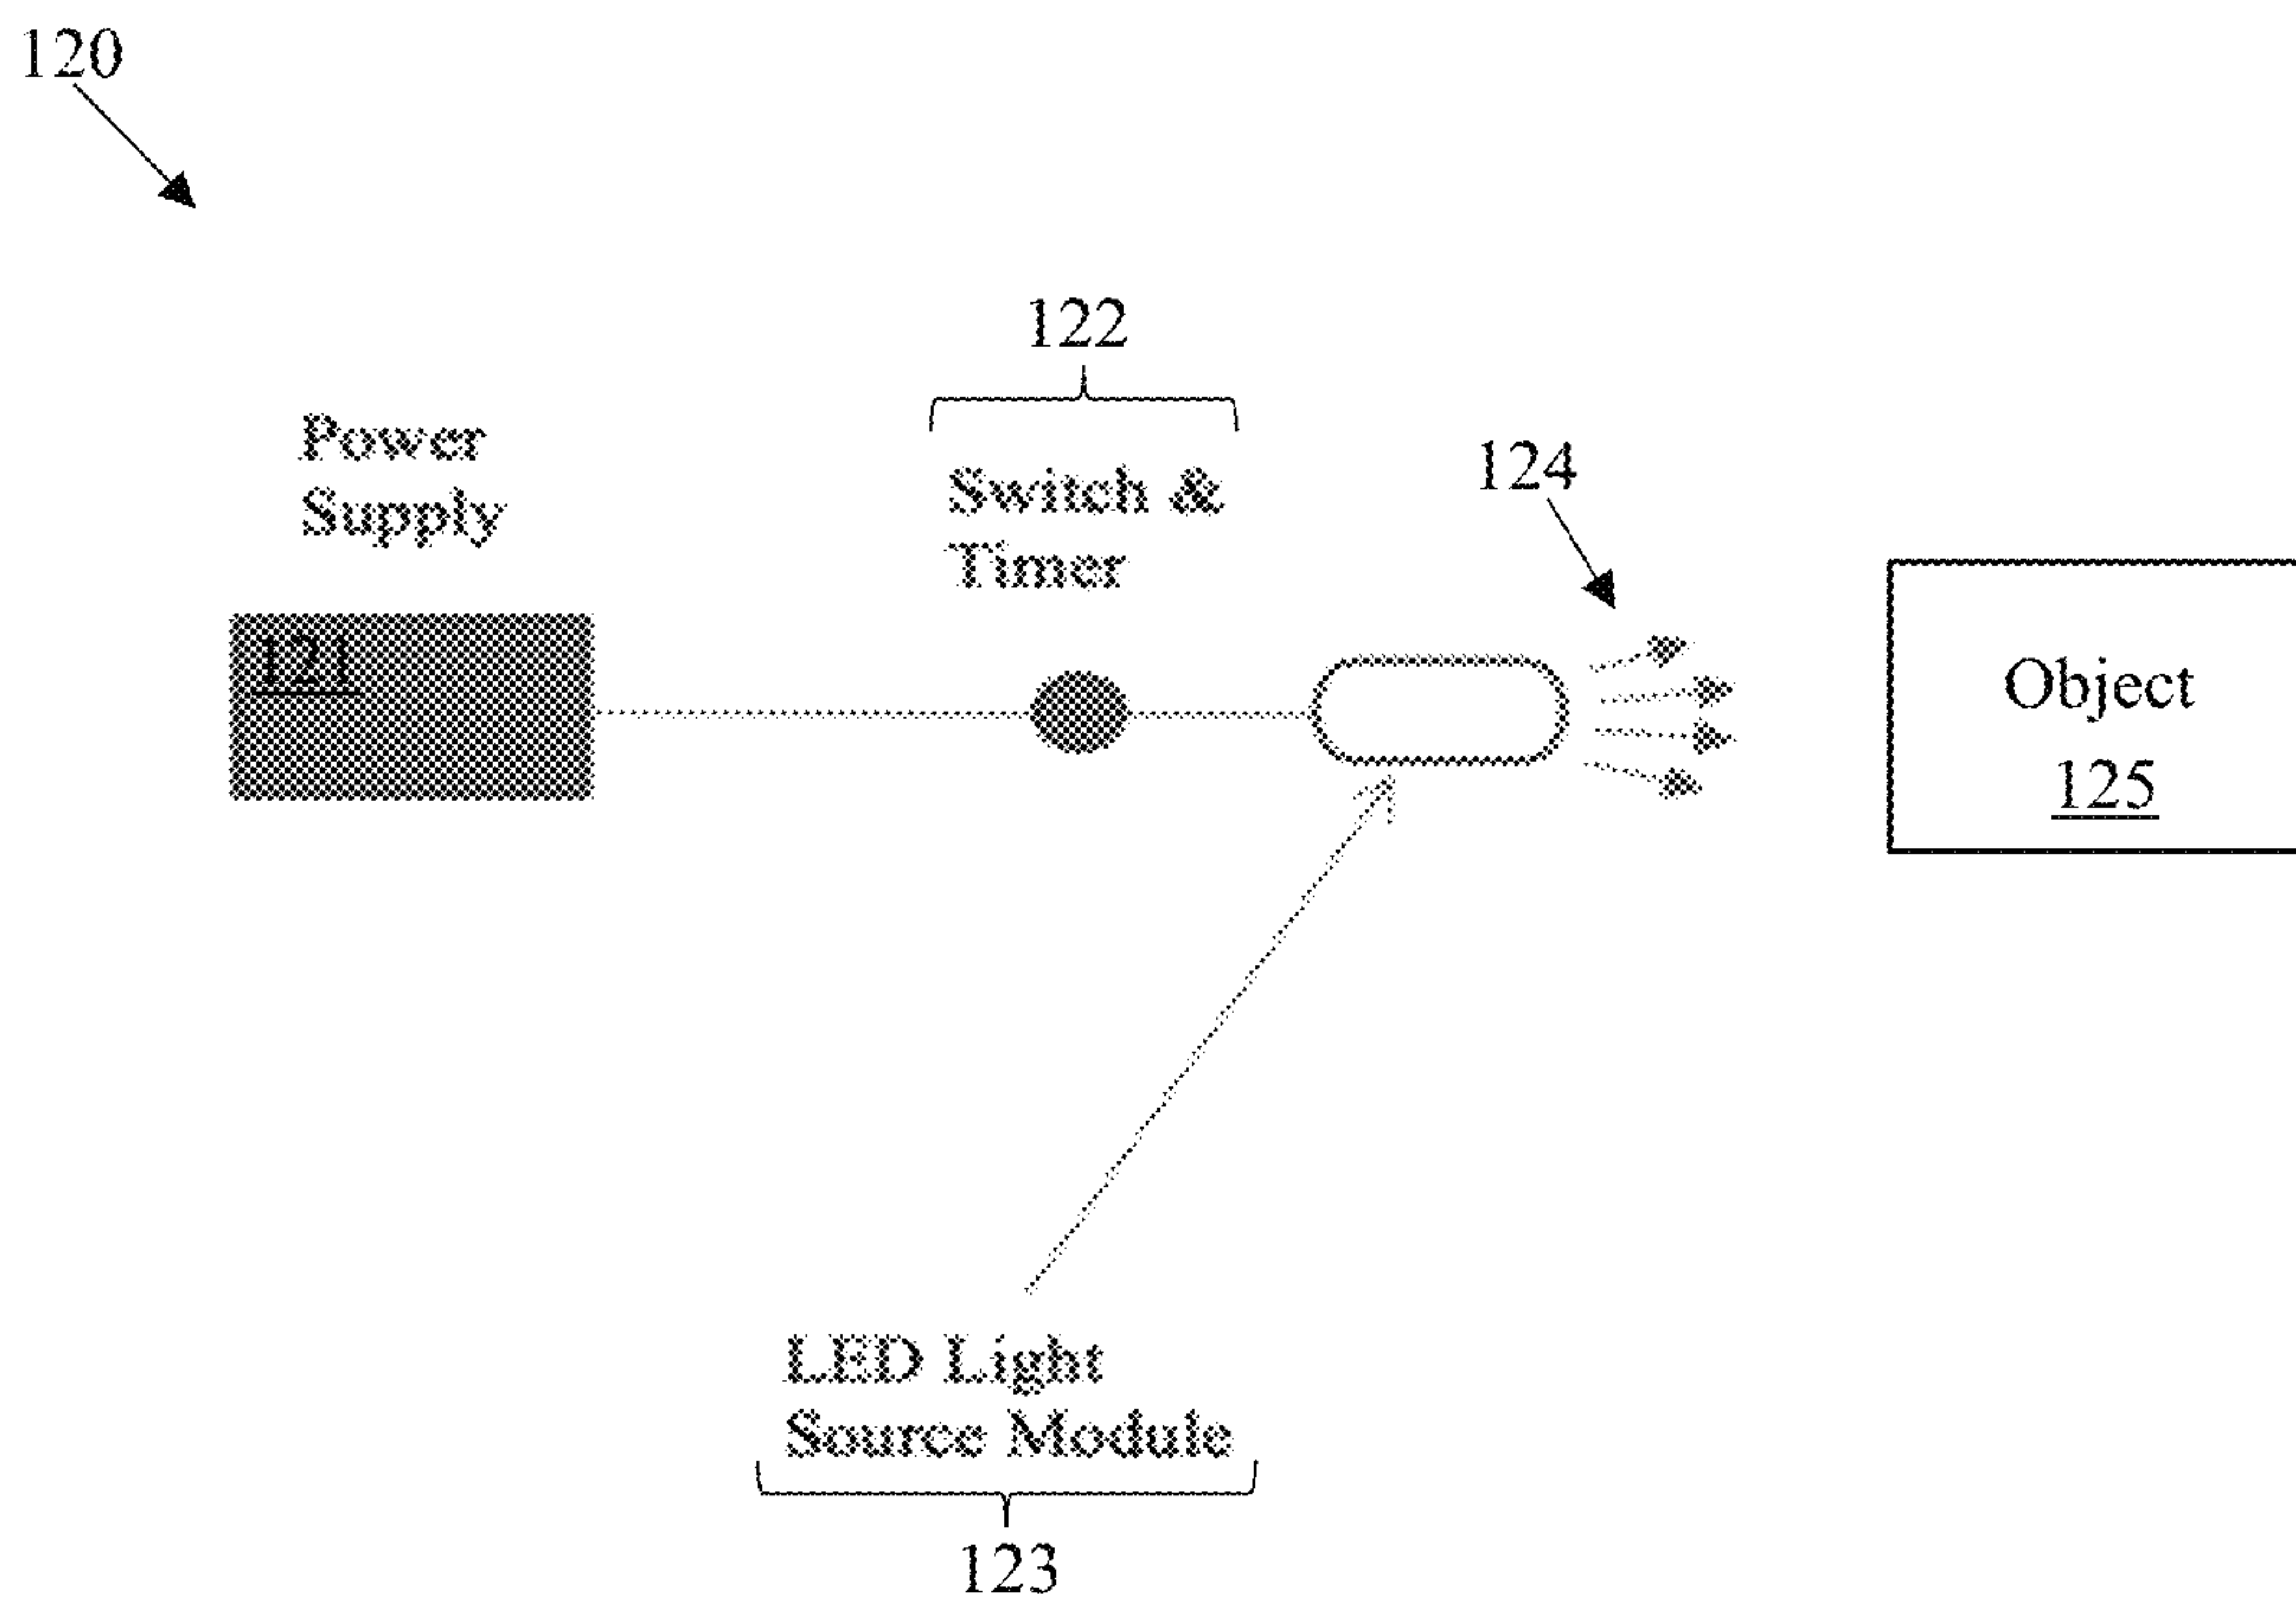 120
122
Power
Supply
Switch &
Timer
124
121
Object
125
LED Light
Source Module
123